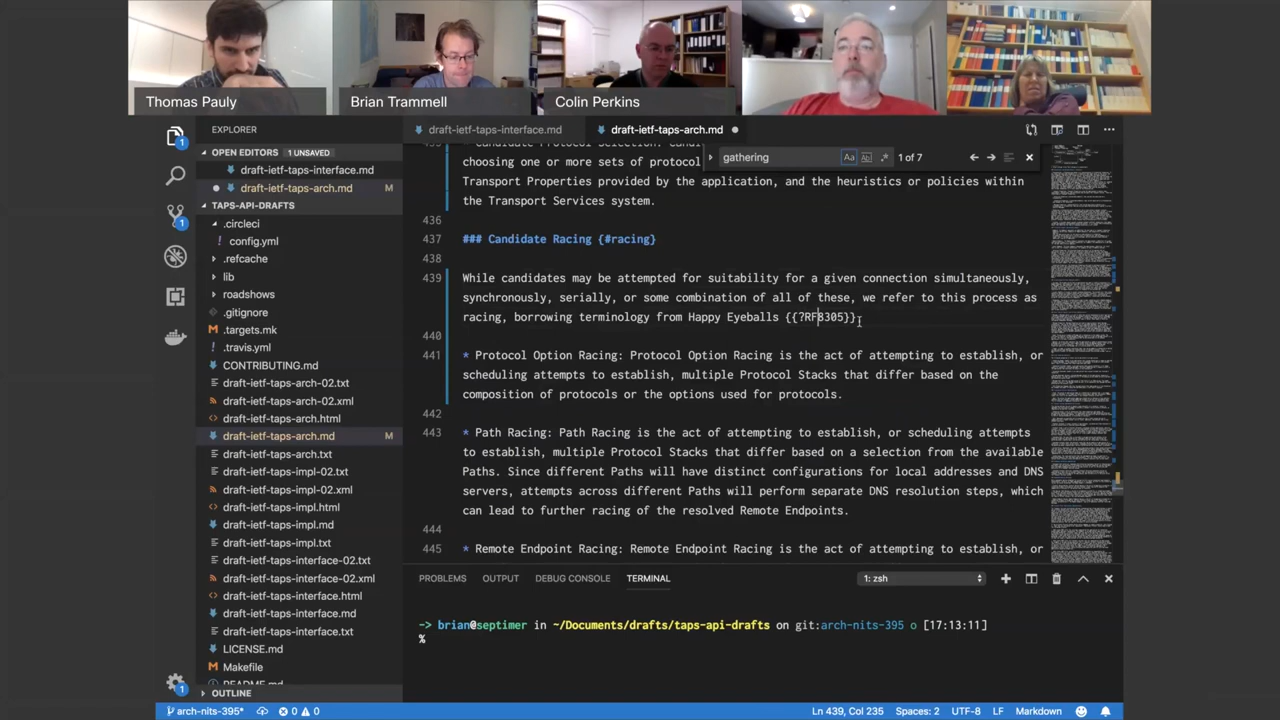 Thomas Pauly
Brian Trammell
Colin Perkins
EXPLORER
OPEN EDITORS 1 UNSAVED
draft-ietf-taps-interface.md
draft-ietf-taps-arch.md M
TAPS-API-DRAFTS
.circleci
config.yml
.refcache
lib
roadshows
.gitignore
.targets.mk
.travis.yml
CONTRIBUTING.md
draft-ietf-taps-arch-02.txt
draft-ietf-taps-arch-02.xml
draft-ietf-taps-arch.html
draft-ietf-taps-arch.md M
draft-ietf-taps-arch.txt
draft-ietf-taps-impl-02.txt
draft-ietf-taps-impl-02.xml
draft-ietf-taps-impl.html
draft-ietf-taps-impl.md
draft-ietf-taps-impl.txt
draft-ietf-taps-interface-02.txt
draft-ietf-taps-interface-02.xml
draft-ietf-taps-interface.html
draft-ietf-taps-interface.md
draft-ietf-taps-interface.txt
LICENSE.md
Makefile
README.md
OUTLINE
draft-ietf-taps-interface.md draft-ietf-taps-arch.md
gathering Aa Abl .* 1 of 7
choosing one or more sets of protocol
Transport Properties provided by the application, and the heuristics or policies within
the Transport Services system.
436
437 ### Candidate Racing {#racing}
438
439 While candidates may be attempted for suitability for a given connection simultaneously,
synchronously, serially, or some combination of all of these, we refer to this process as
racing, borrowing terminology from Happy Eyeballs {{?RF8305}}
440
441 * Protocol Option Racing: Protocol Option Racing is the act of attempting to establish, or
scheduling attempts to establish, multiple Protocol Stacks that differ based on the
composition of protocols or the options used for protocols.
442
443 * Path Racing: Path Racing is the act of attempting to establish, or scheduling attempts
to establish, multiple Protocol Stacks that differ based on a selection from the available
Paths. Since different Paths will have distinct configurations for local addresses and DNS
servers, attempts across different Paths will perform separate DNS resolution steps, which
can lead to further racing of the resolved Remote Endpoints.
444
445 * Remote Endpoint Racing: Remote Endpoint Racing is the act of attempting to establish, or
PROBLEMS OUTPUT DEBUG CONSOLE TERMINAL 1: zsh
-> brian@septimer in ~/Documents/drafts/taps-api-drafts on git:arch-nits-395 o [17:13:11]
%
arch-nits-395* 0 0 Ln 439, Col 235 Spaces: 2 UTF-8 LF Markdown